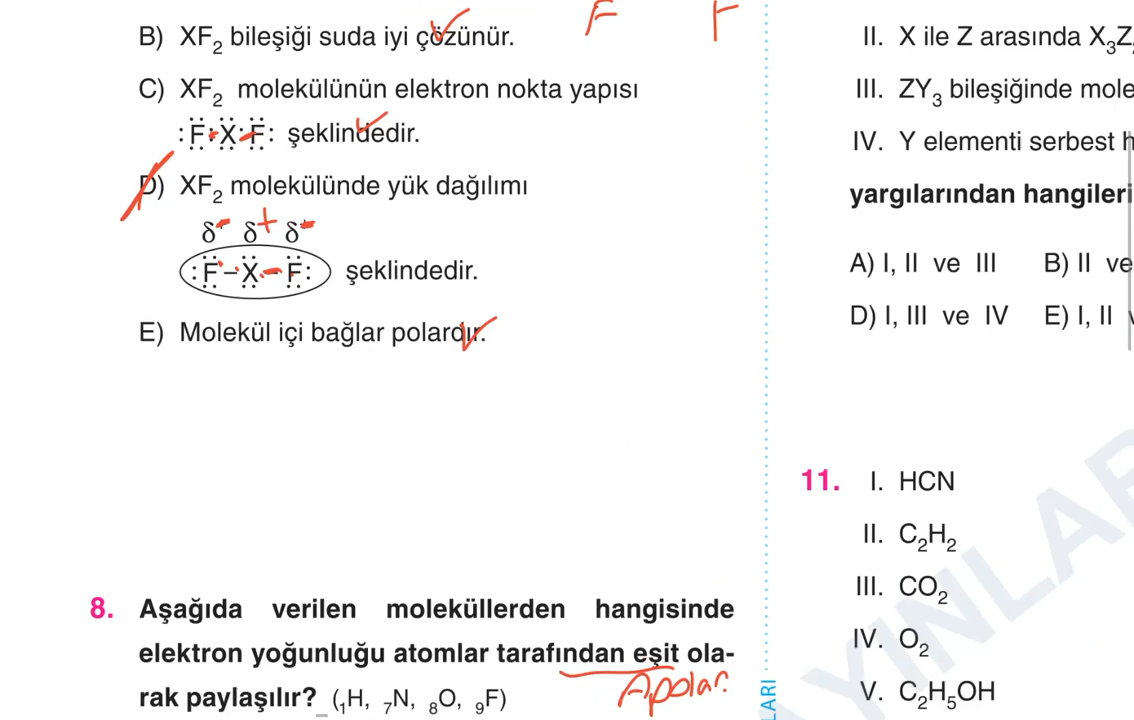 F F
B) XF2 bileşiği suda iyi çözünür.
C) XF2 molekülünün elektron nokta yapısı
:F:X:F: şeklindedir.
D) XF2 molekülünde yük dağılımı
δ- δ+ δ-
:F–X–F: şeklindedir.
E) Molekül içi bağlar polardır.
8. Aşağıda verilen moleküllerden hangisinde
elektron yoğunluğu atomlar tarafından eşit ola-
rak paylaşılır? (1H, 7N, 8O, 9F)
Apolar
II. X ile Z arasında X3Z
III. ZY3 bileşiğinde mole
IV. Y elementi serbest h
yargılarından hangileri
A) I, II ve III B) II ve
D) I, III ve IV E) I, II v
11. I. HCN
II. C2H2
III. CO2
IV. O2
V. C2H5OH
AYINLAR
LARI